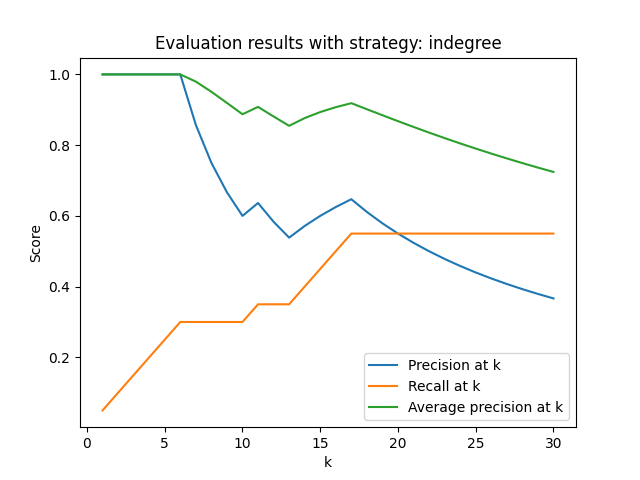 Evaluation results with strategy: indegree
1.0
0.8
0.6
0.4
0.2
Score
0 5 10 15 20 25 30
k
Precision at k
Recall at k
Average precision at k